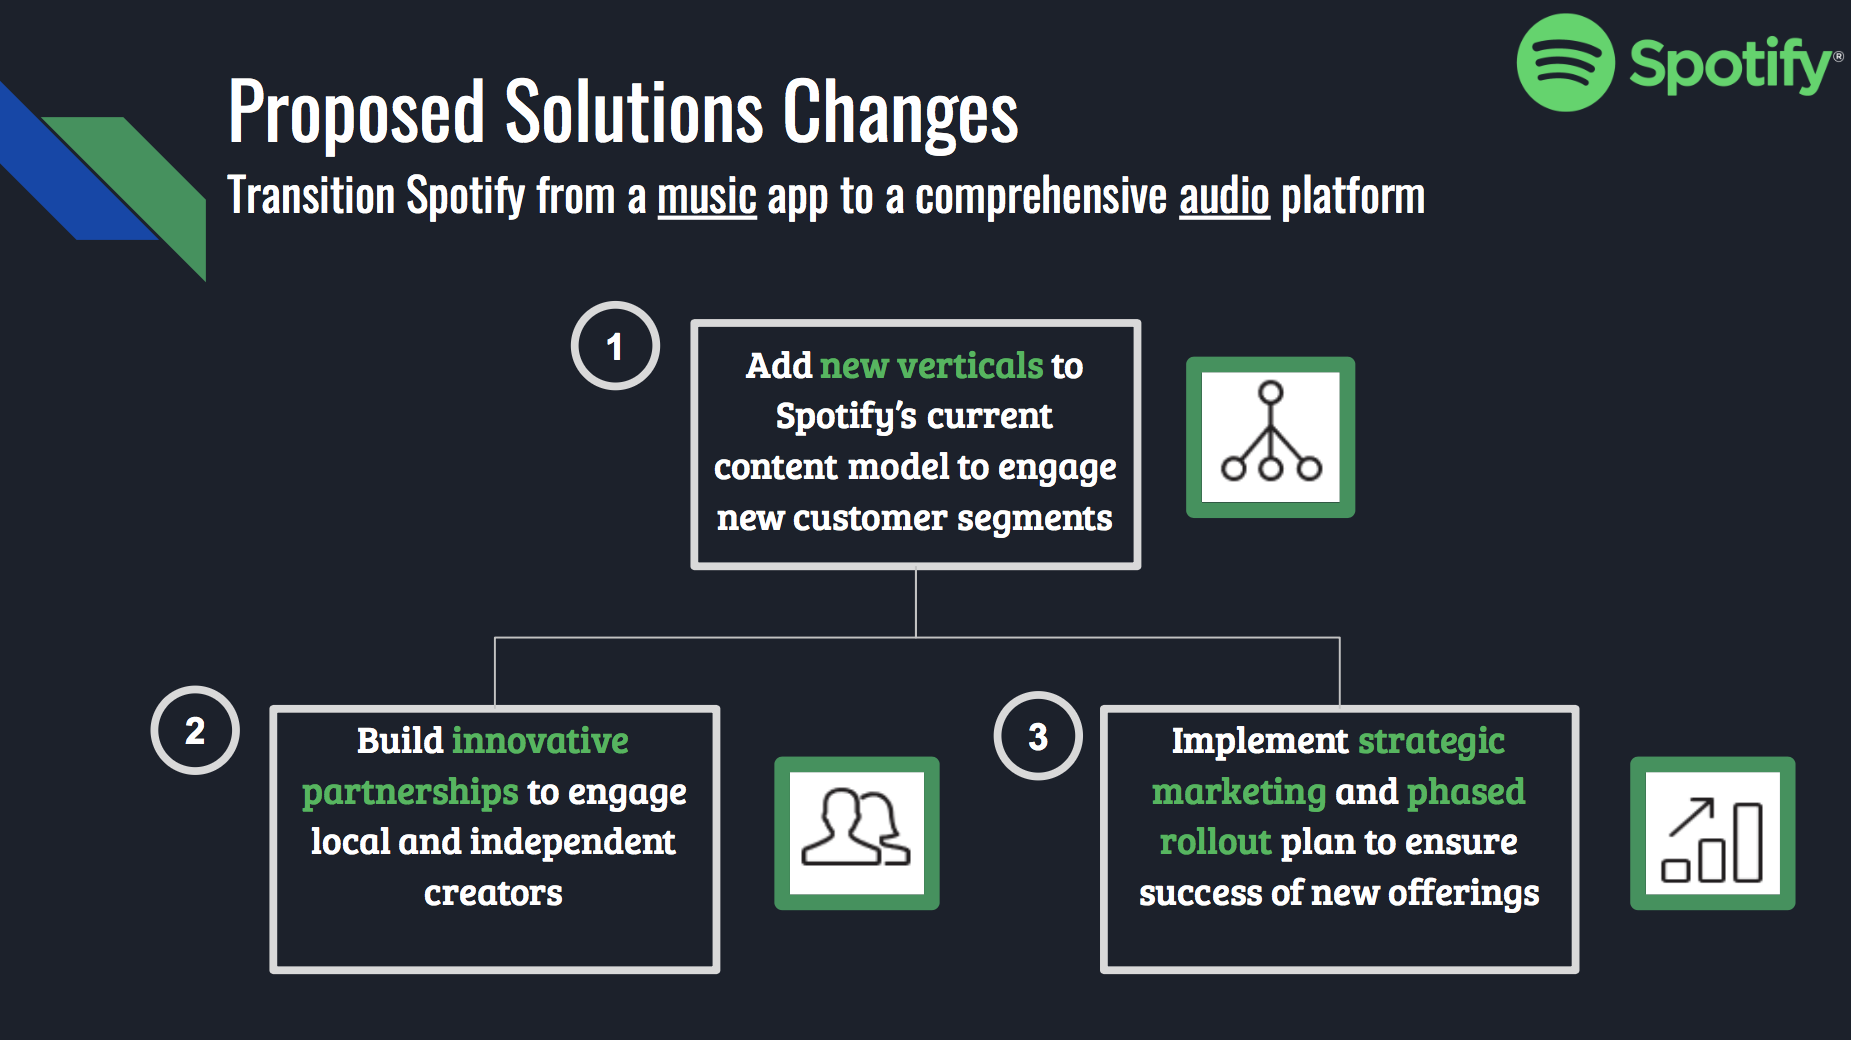 Spotify®
Proposed Solutions Changes
Transition Spotify from a music app to a comprehensive audio platform
1
Add new verticals to
Spotify's current
content model to engage
new customer segments
2
Build innovative
partnerships to engage
local and independent
creators
3
Implement strategic
marketing and phased
rollout plan to ensure
success of new offerings